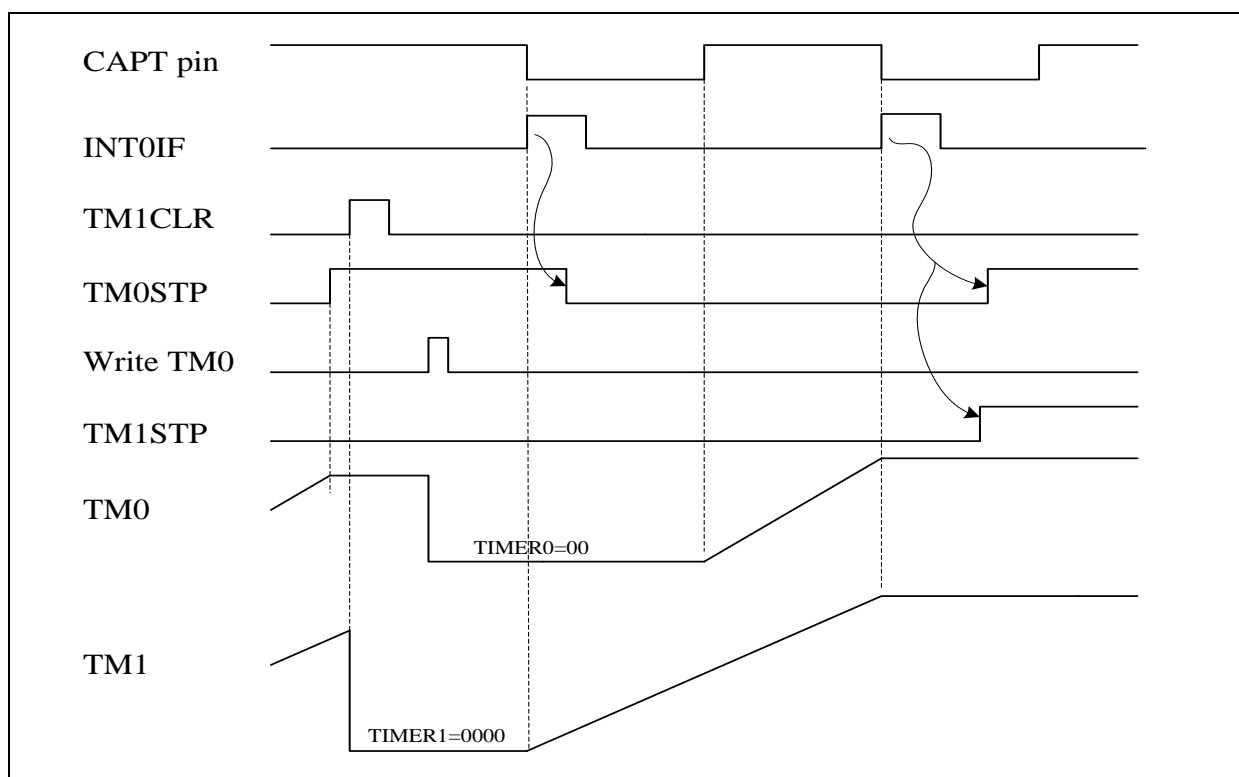 CAPT pin
INT0IF
TM1CLR
TM0STP
Write TM0
TM1STP
TM0
TIMER0=00
TM1
TIMER1=0000